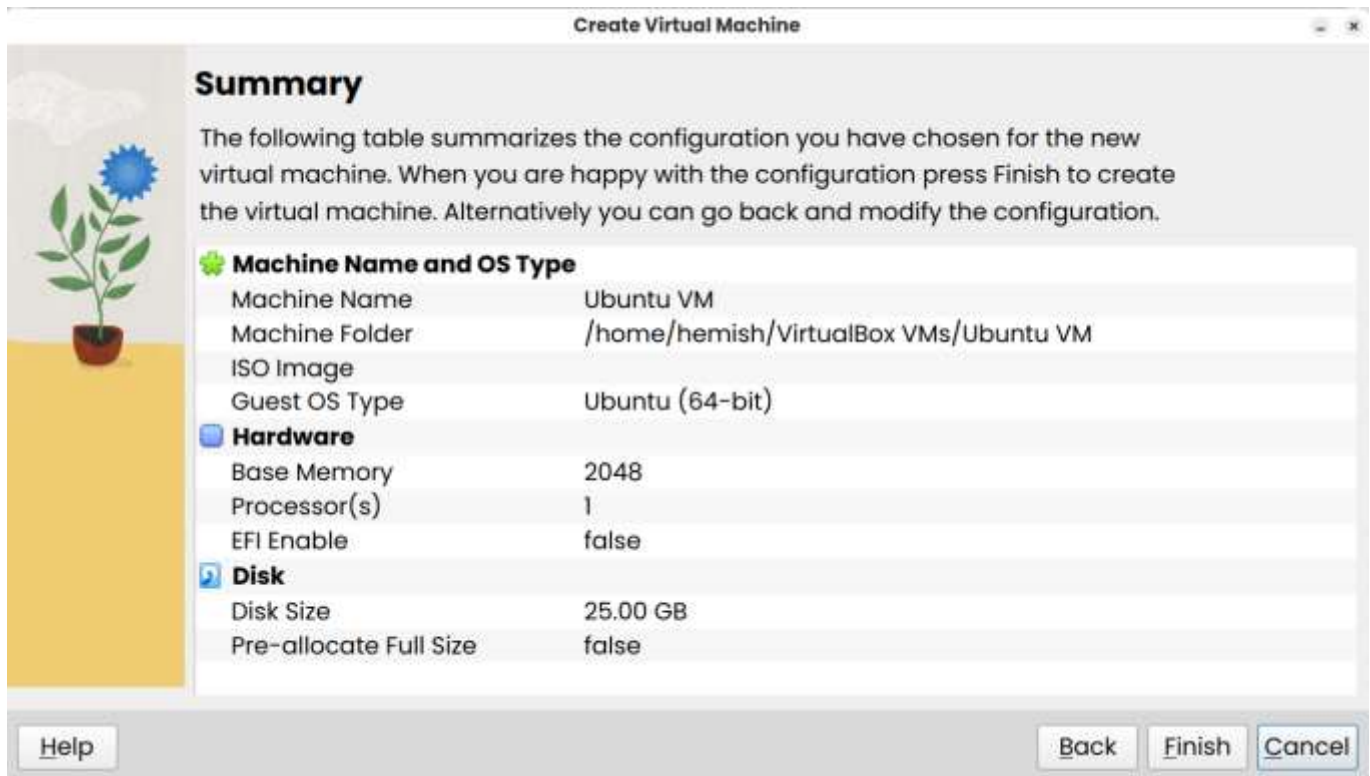 Create Virtual Machine
Summary
The following table summarizes the configuration you have chosen for the new
virtual machine. When you are happy with the configuration press Finish to create
the virtual machine. Alternatively you can go back and modify the configuration.
Machine Name and OS Type
Machine Name Ubuntu VM
Machine Folder /home/hemish/VirtualBox VMs/Ubuntu VM
ISO Image
Guest OS Type Ubuntu (64-bit)
Hardware
Base Memory 2048
Processor(s) 1
EFI Enable false
Disk
Disk Size 25.00 GB
Pre-allocate Full Size false
Help Back Finish Cancel